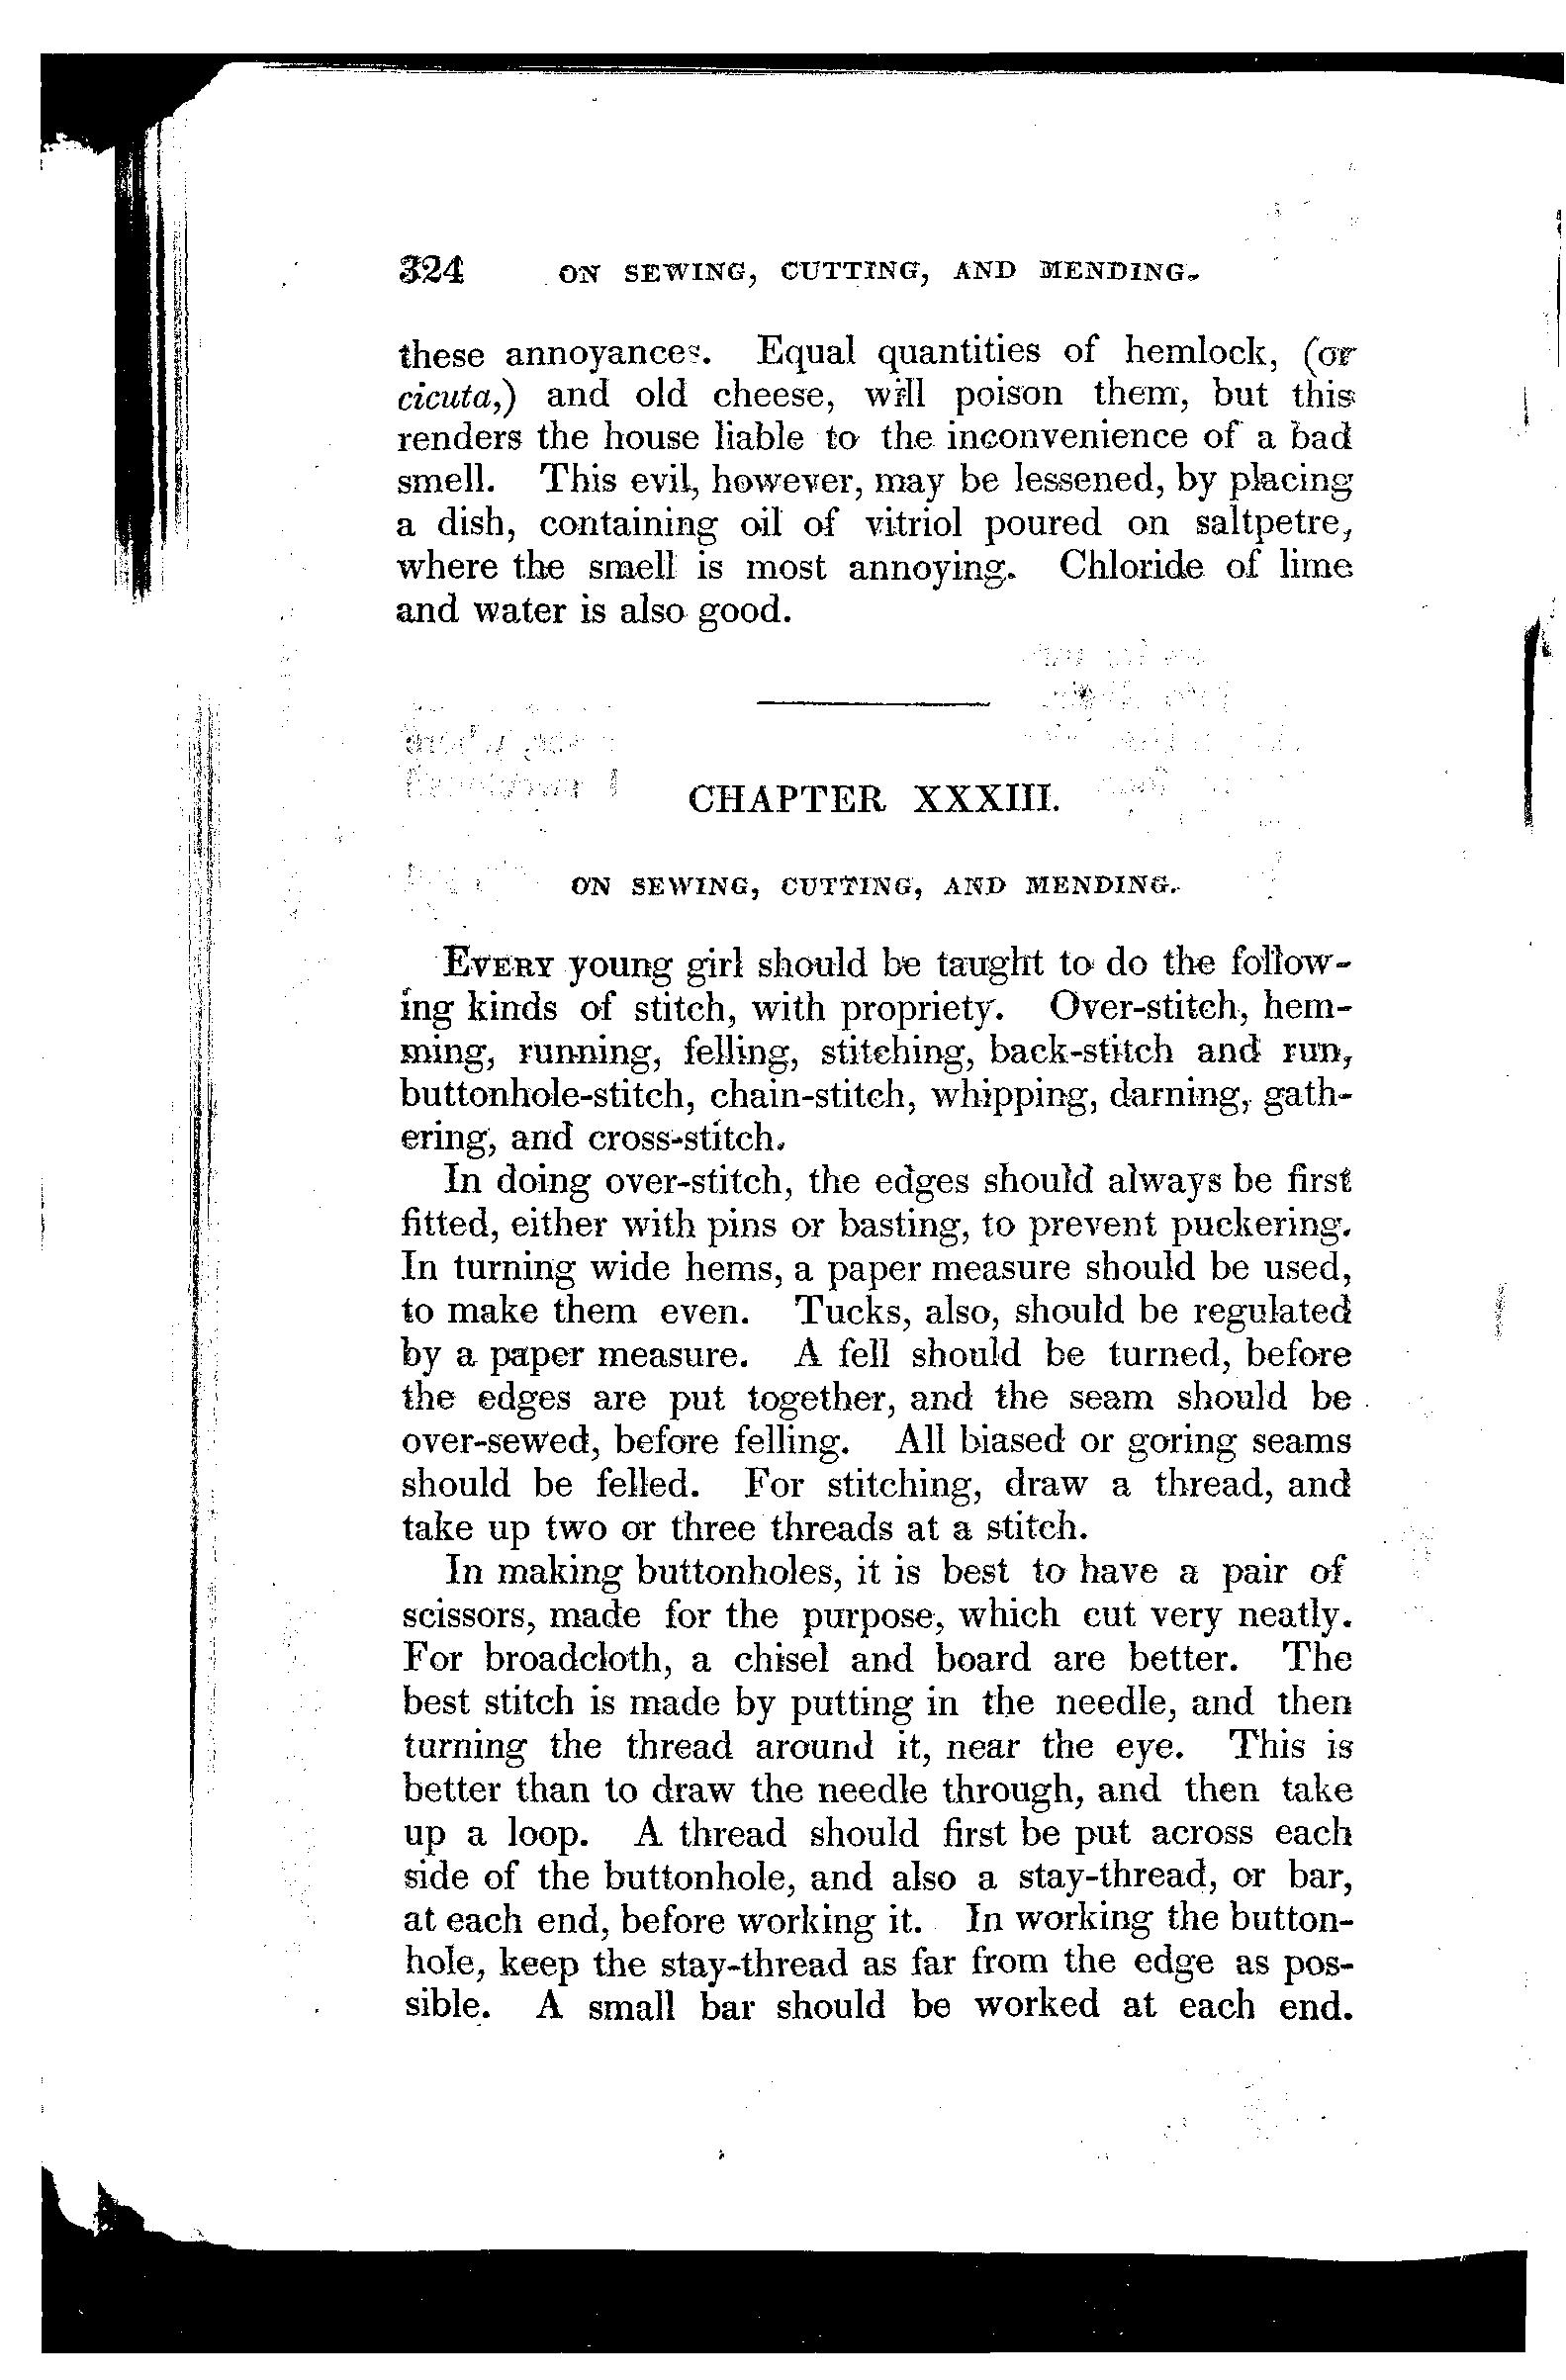 324 ON SEWING, CUTTING, AND MENDING.
these annoyances. Equal quantities of hemlock, (or
cicuta,) and old cheese, will poison them, but this
renders the house liable to the inconvenience of a bad
smell. This evil, however, may be lessened, by placing
a dish, containing oil of vitriol poured on saltpetre,
where the smell is most annoying. Chloride of lime
and water is also good.
CHAPTER XXXIII.
ON SEWING, CUTTING, AND MENDING.
EVERY young girl should be taught to do the follow-
ing kinds of stitch, with propriety. Over-stitch, hem-
ming, running, felling, stitching, back-stitch and run,
buttonhole-stitch, chain-stitch, whipping, darning, gath-
ering, and cross-stitch.
In doing over-stitch, the edges should always be first
fitted, either with pins or basting, to prevent puckering.
In turning wide hems, a paper measure should be used,
to make them even. Tucks, also, should be regulated
by a paper measure. A fell should be turned, before
the edges are put together, and the seam should be
over-sewed, before felling. All biased or goring seams
should be felled. For stitching, draw a thread, and
take up two or three threads at a stitch.
In making buttonholes, it is best to have a pair of
scissors, made for the purpose, which cut very neatly.
For broadcloth, a chisel and board are better. The
best stitch is made by putting in the needle, and then
turning the thread around it, near the eye. This is
better than to draw the needle through, and then take
up a loop. A thread should first be put across each
side of the buttonhole, and also a stay-thread, or bar,
at each end, before working it. In working the button-
hole, keep the stay-thread as far from the edge as pos-
sible. A small bar should be worked at each end.